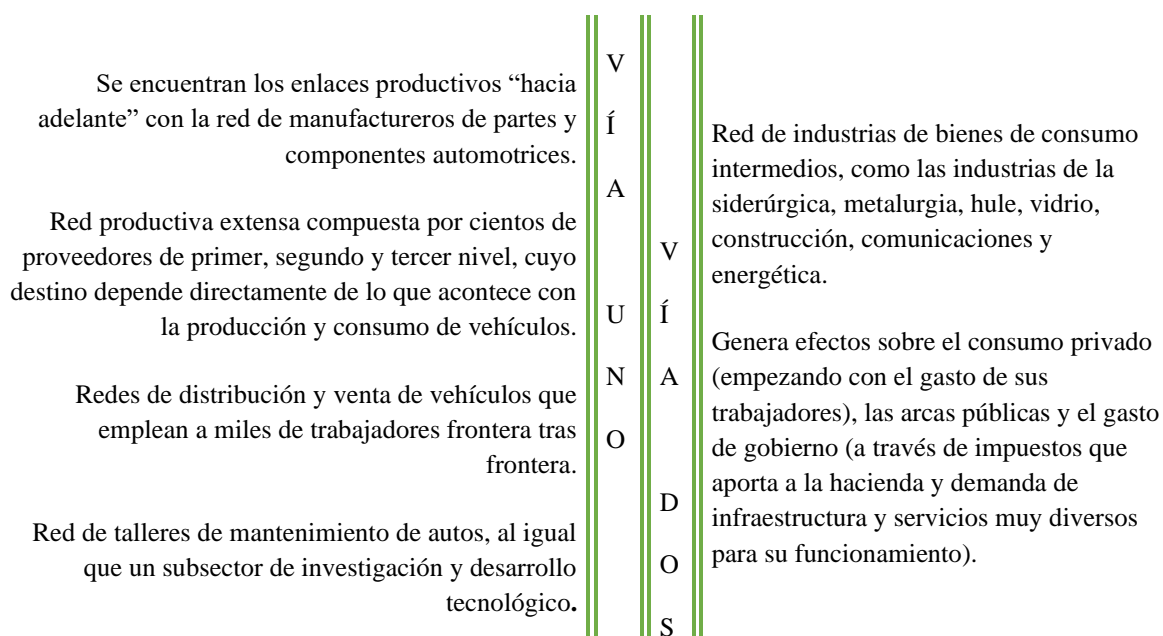 Se encuentran los enlaces productivos “hacia
adelante” con la red de manufactureros de partes y
componentes automotrices.
Red productiva extensa compuesta por cientos de
proveedores de primer, segundo y tercer nivel, cuyo
destino depende directamente de lo que acontece con
la producción y consumo de vehículos.
Redes de distribución y venta de vehículos que
emplean a miles de trabajadores frontera tras
frontera.
Red de talleres de mantenimiento de autos, al igual
que un subsector de investigación y desarrollo
tecnológico.
V
Í
A
U
N
O
V
Í
A
D
O
S
Red de industrias de bienes de consumo
intermedios, como las industrias de la
siderúrgica, metalurgia, hule, vidrio,
construcción, comunicaciones y
energética.
Genera efectos sobre el consumo privado
(empezando con el gasto de sus
trabajadores), las arcas públicas y el gasto
de gobierno (a través de impuestos que
aporta a la hacienda y demanda de
infraestructura y servicios muy diversos
para su funcionamiento).